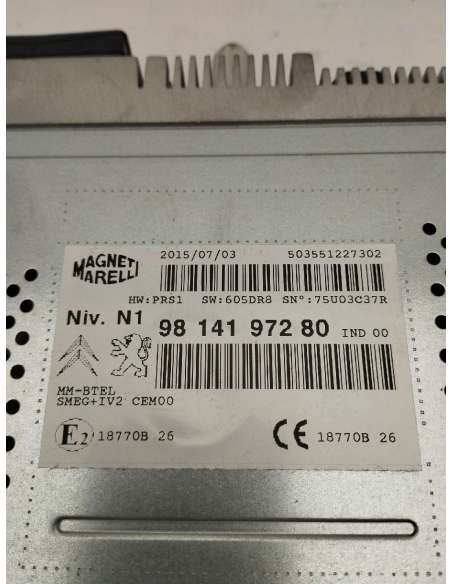 MAGNETI MARELLI
2015/07/03 503551227302
HW:PRS1 SW:605DR8 SN°:75U03C37R
Niv. N1 98 141 972 80 IND 00
MM-BTEL
SMEG+IV2 CEM00
E2 18770B 26 CE 18770B 26